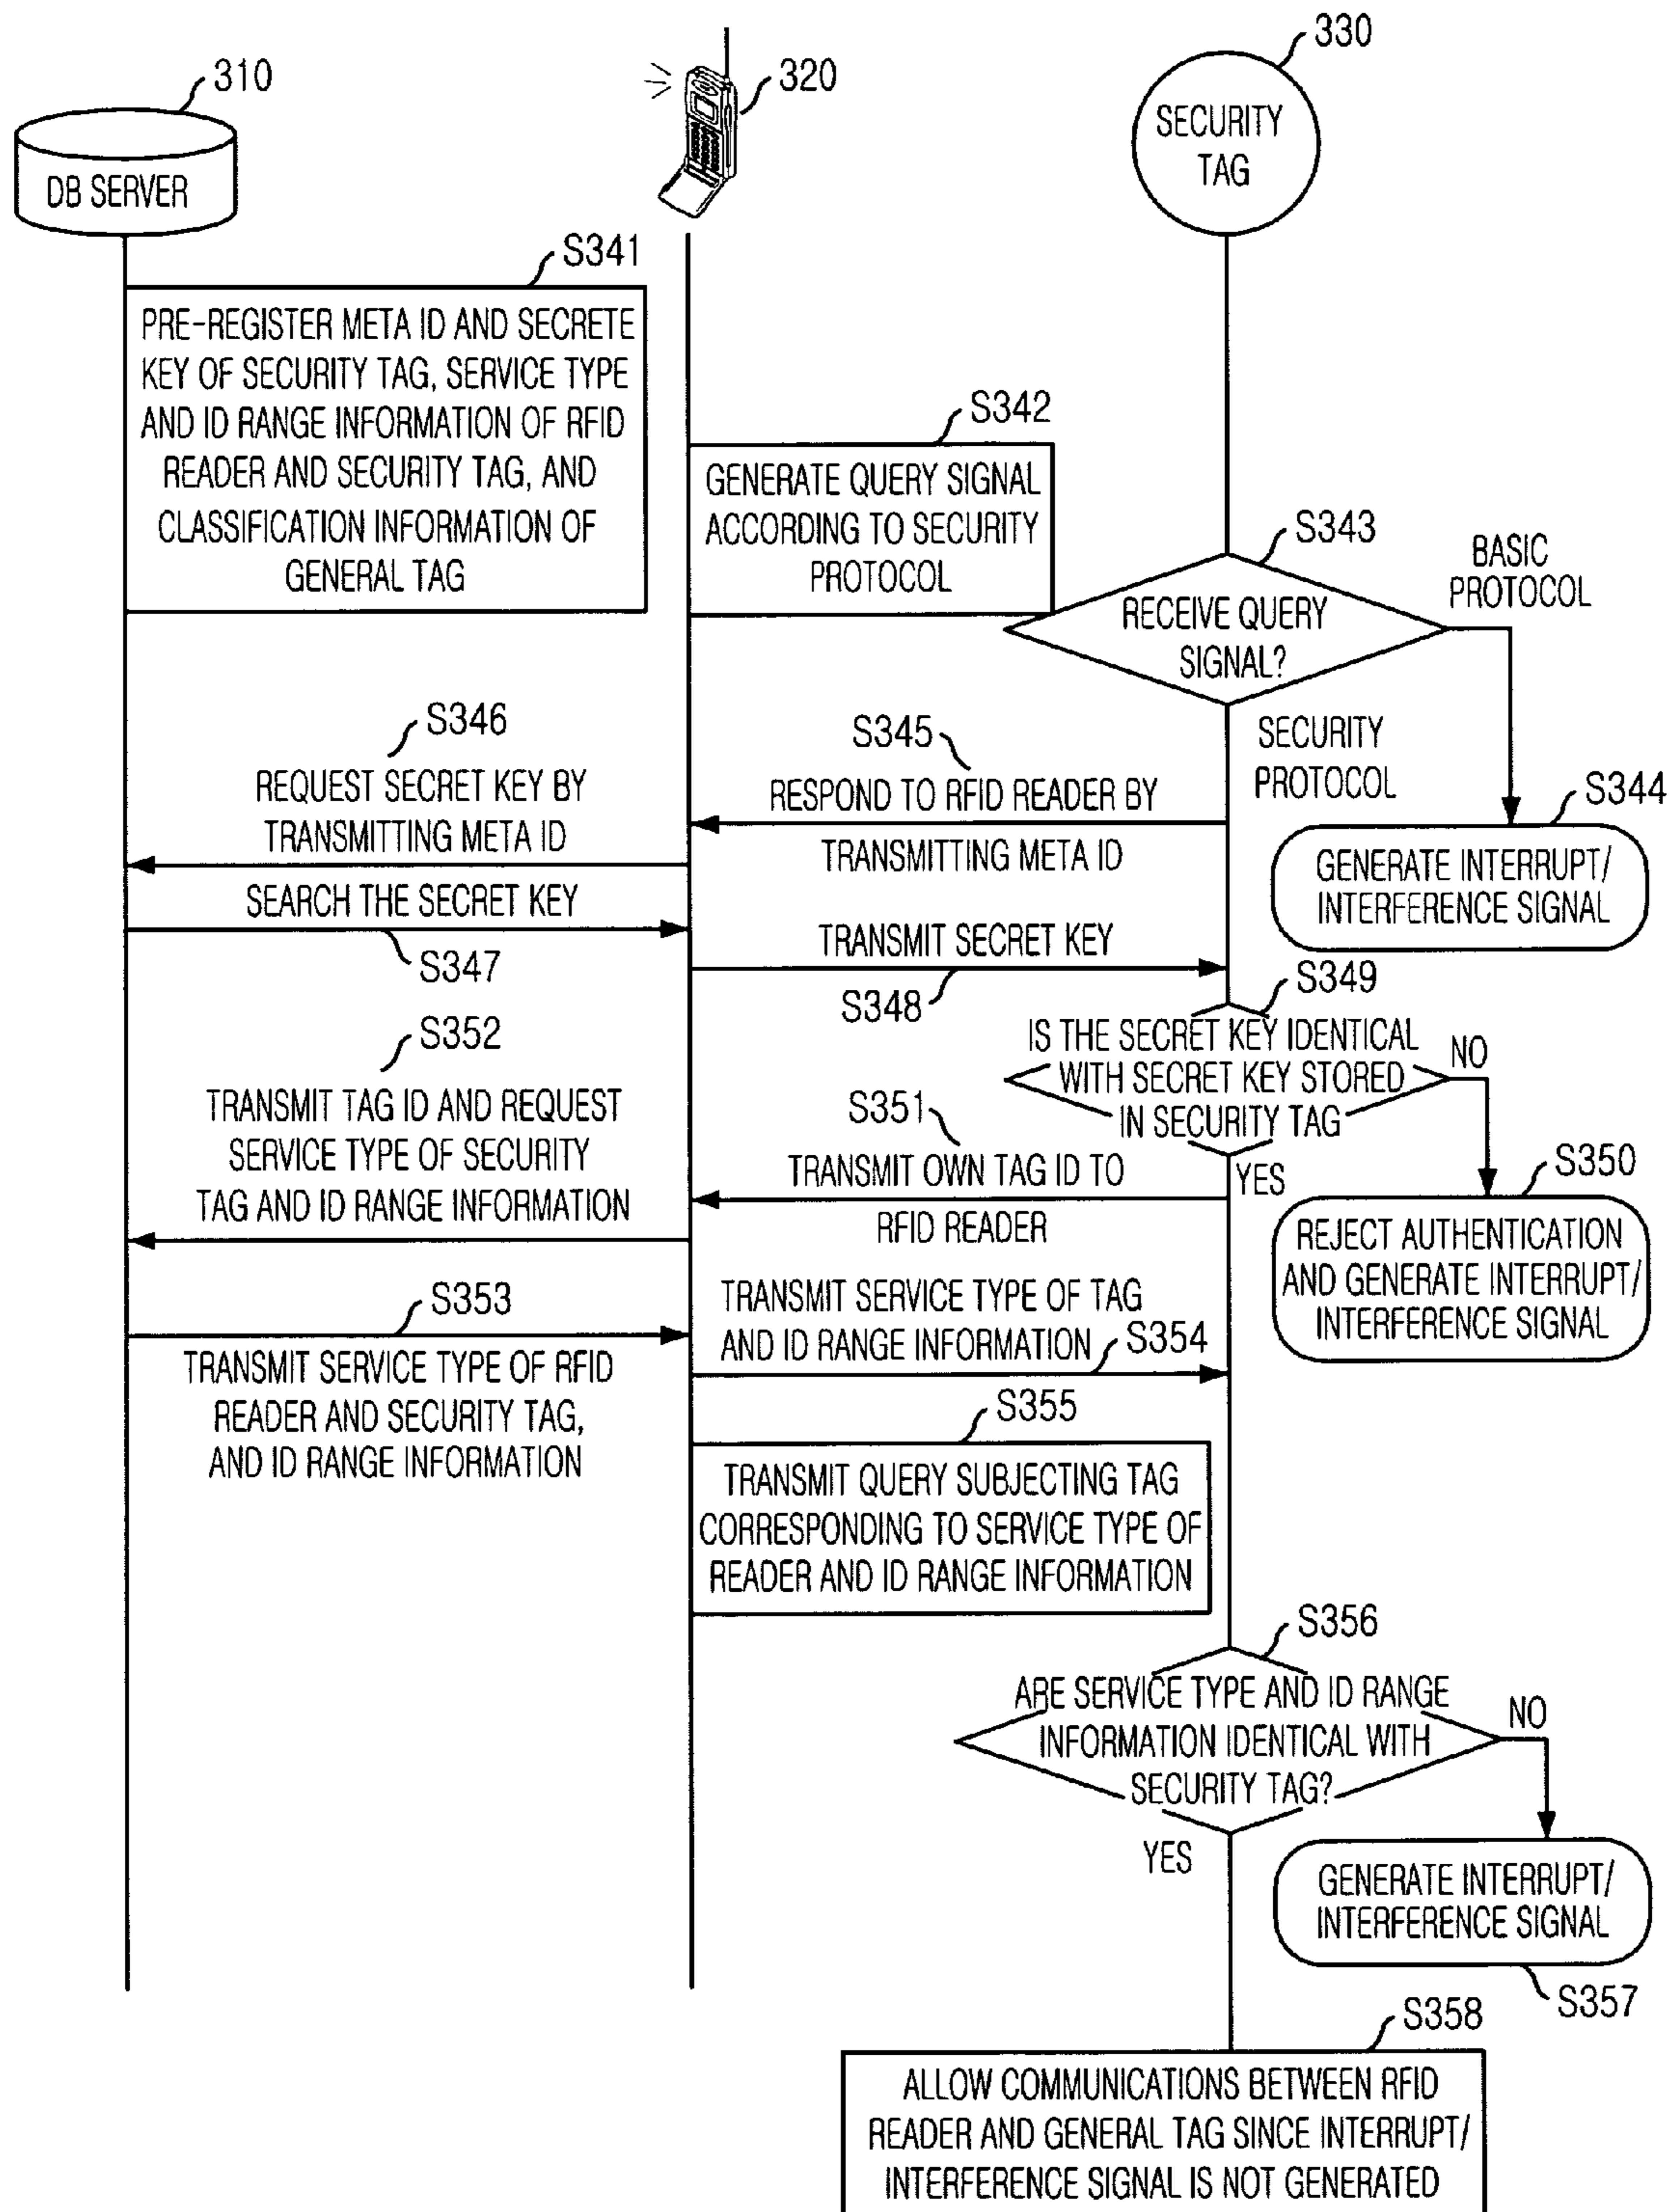 310
DB SERVER
320
330
SECURITY
TAG
S341
PRE-REGISTER META ID AND SECRETE
KEY OF SECURITY TAG, SERVICE TYPE
AND ID RANGE INFORMATION OF RFID
READER AND SECURITY TAG, AND
CLASSIFICATION INFORMATION OF
GENERAL TAG
S342
GENERATE QUERY SIGNAL
ACCORDING TO SECURITY
PROTOCOL
S343
RECEIVE QUERY
SIGNAL?
BASIC
PROTOCOL
SECURITY
PROTOCOL
S344
GENERATE INTERRUPT/
INTERFERENCE SIGNAL
S345
RESPOND TO RFID READER BY
TRANSMITTING META ID
S346
REQUEST SECRET KEY BY
TRANSMITTING META ID
SEARCH THE SECRET KEY
S347
TRANSMIT SECRET KEY
S348
S349
IS THE SECRET KEY IDENTICAL
WITH SECRET KEY STORED
IN SECURITY TAG
NO
YES
S350
REJECT AUTHENTICATION
AND GENERATE INTERRUPT/
INTERFERENCE SIGNAL
S351
TRANSMIT OWN TAG ID TO
RFID READER
S352
TRANSMIT TAG ID AND REQUEST
SERVICE TYPE OF SECURITY
TAG AND ID RANGE INFORMATION
S353
TRANSMIT SERVICE TYPE OF RFID
READER AND SECURITY TAG,
AND ID RANGE INFORMATION
TRANSMIT SERVICE TYPE OF TAG
AND ID RANGE INFORMATION
S354
S355
TRANSMIT QUERY SUBJECTING TAG
CORRESPONDING TO SERVICE TYPE OF
READER AND ID RANGE INFORMATION
S356
ARE SERVICE TYPE AND ID RANGE
INFORMATION IDENTICAL WITH
SECURITY TAG?
NO
YES
GENERATE INTERRUPT/
INTERFERENCE SIGNAL
S357
S358
ALLOW COMMUNICATIONS BETWEEN RFID
READER AND GENERAL TAG SINCE INTERRUPT/
INTERFERENCE SIGNAL IS NOT GENERATED